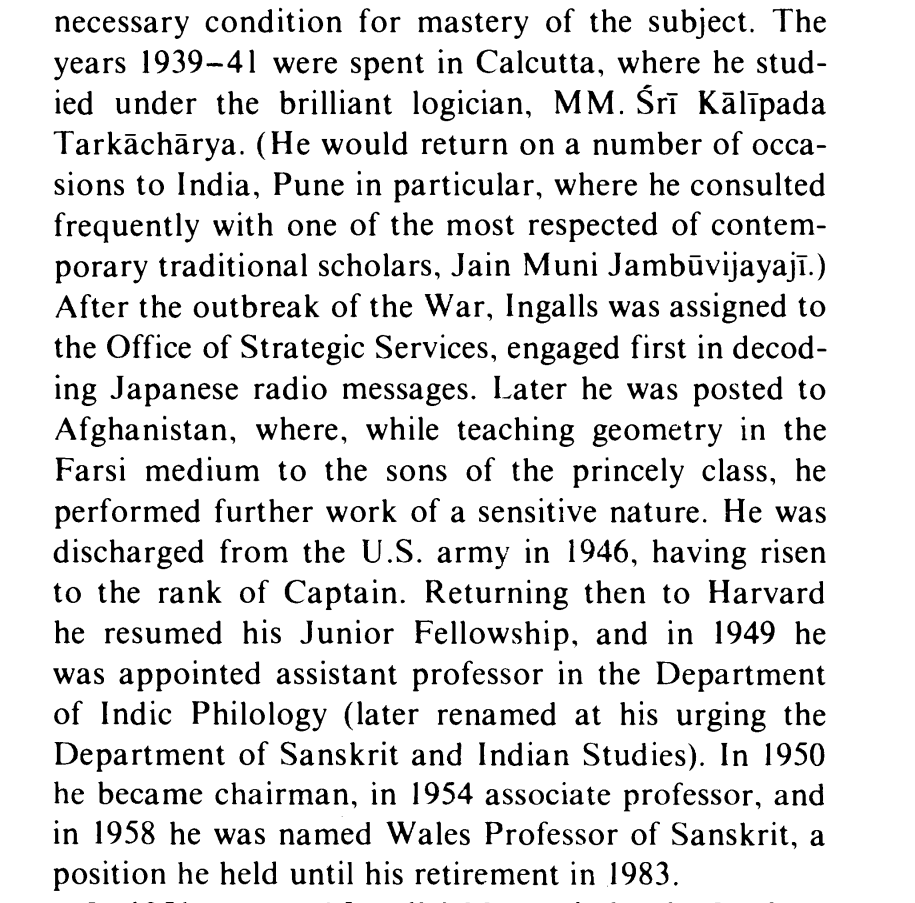 necessary condition for mastery of the subject. The
years 1939–41 were spent in Calcutta, where he stud-
ied under the brilliant logician, MM. Śrī Kālīpada
Tarkāchārya. (He would return on a number of occa-
sions to India, Pune in particular, where he consulted
frequently with one of the most respected of contem-
porary traditional scholars, Jain Muni Jambūvijayajī.)
After the outbreak of the War, Ingalls was assigned to
the Office of Strategic Services, engaged first in decod-
ing Japanese radio messages. Later he was posted to
Afghanistan, where, while teaching geometry in the
Farsi medium to the sons of the princely class, he
performed further work of a sensitive nature. He was
discharged from the U.S. army in 1946, having risen
to the rank of Captain. Returning then to Harvard
he resumed his Junior Fellowship, and in 1949 he
was appointed assistant professor in the Department
of Indic Philology (later renamed at his urging the
Department of Sanskrit and Indian Studies). In 1950
he became chairman, in 1954 associate professor, and
in 1958 he was named Wales Professor of Sanskrit, a
position he held until his retirement in 1983.